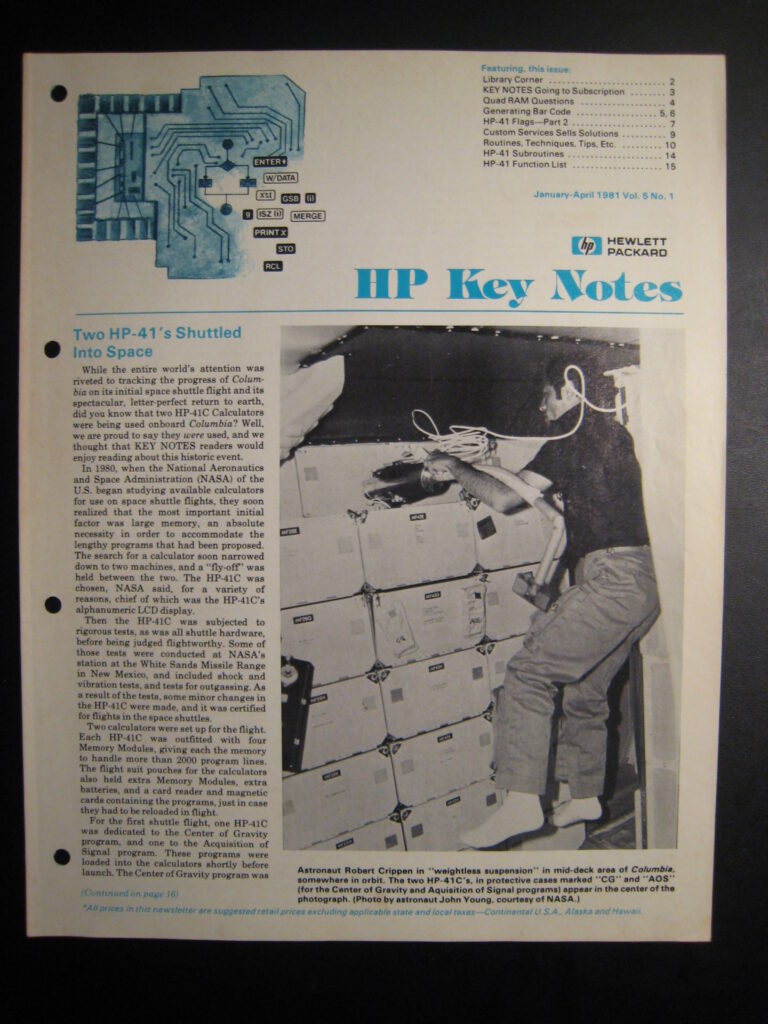 Featuring, this issue:
Library Corner ........................ 2
KEY NOTES Going to Subscription ........ 3
Quad RAM Questions .................... 4
Generating Bar Code ................... 5, 6
HP-41 Flags—Part 2 .................... 7
Custom Services Sells Solutions ........ 9
Routines, Techniques, Tips, Etc. ....... 10
HP-41 Subroutines ..................... 14
HP-41 Function List ................... 15
ENTER♦
W/DATA
GSB (i)
g ISZ (i) MERGE
PRINT X
STO
RCL
January-April 1981 Vol. 5 No. 1
hp HEWLETT
PACKARD
HP Key Notes
Two HP-41's Shuttled
Into Space
While the entire world's attention was
riveted to tracking the progress of Colum-
bia on its initial space shuttle flight and its
spectacular, letter-perfect return to earth,
did you know that two HP-41C Calculators
were being used onboard Columbia? Well,
we are proud to say they were used, and we
thought that KEY NOTES readers would
enjoy reading about this historic event.
In 1980, when the National Aeronautics
and Space Administration (NASA) of the
U.S. began studying available calculators
for use on space shuttle flights, they soon
realized that the most important initial
factor was large memory, an absolute
necessity in order to accommodate the
lengthy programs that had been proposed.
The search for a calculator soon narrowed
down to two machines, and a "fly-off" was
held between the two. The HP-41C was
chosen, NASA said, for a variety of
reasons, chief of which was the HP-41C's
alphanumeric LCD display.
Then the HP-41C was subjected to
rigorous tests, as was all shuttle hardware,
before being judged flightworthy. Some of
those tests were conducted at NASA's
station at the White Sands Missile Range
in New Mexico, and included shock and
vibration tests, and tests for outgassing. As
a result of the tests, some minor changes in
the HP-41C were made, and it was certified
for flights in the space shuttles.
Two calculators were set up for the flight.
Each HP-41C was outfitted with four
Memory Modules, giving each the memory
to handle more than 2000 program lines.
The flight suit pouches for the calculators
also held extra Memory Modules, extra
batteries, and a card reader and magnetic
cards containing the programs, just in case
they had to be reloaded in flight.
For the first shuttle flight, one HP-41C
was dedicated to the Center of Gravity
program, and one to the Acquisition of
Signal program. These programs were
loaded into the calculators shortly before
launch. The Center of Gravity program was
(Continued on page 16)
Astronaut Robert Crippen in "weightless suspension" in mid-deck area of Columbia,
somewhere in orbit. The two HP-41C's, in protective cases marked "CG" and "AOS"
(for the Center of Gravity and Aquisition of Signal programs) appear in the center of the
photograph. (Photo by astronaut John Young, courtesy of NASA.)
*All prices in this newsletter are suggested retail prices excluding applicable state and local taxes—Continental U.S.A., Alaska and Hawaii.